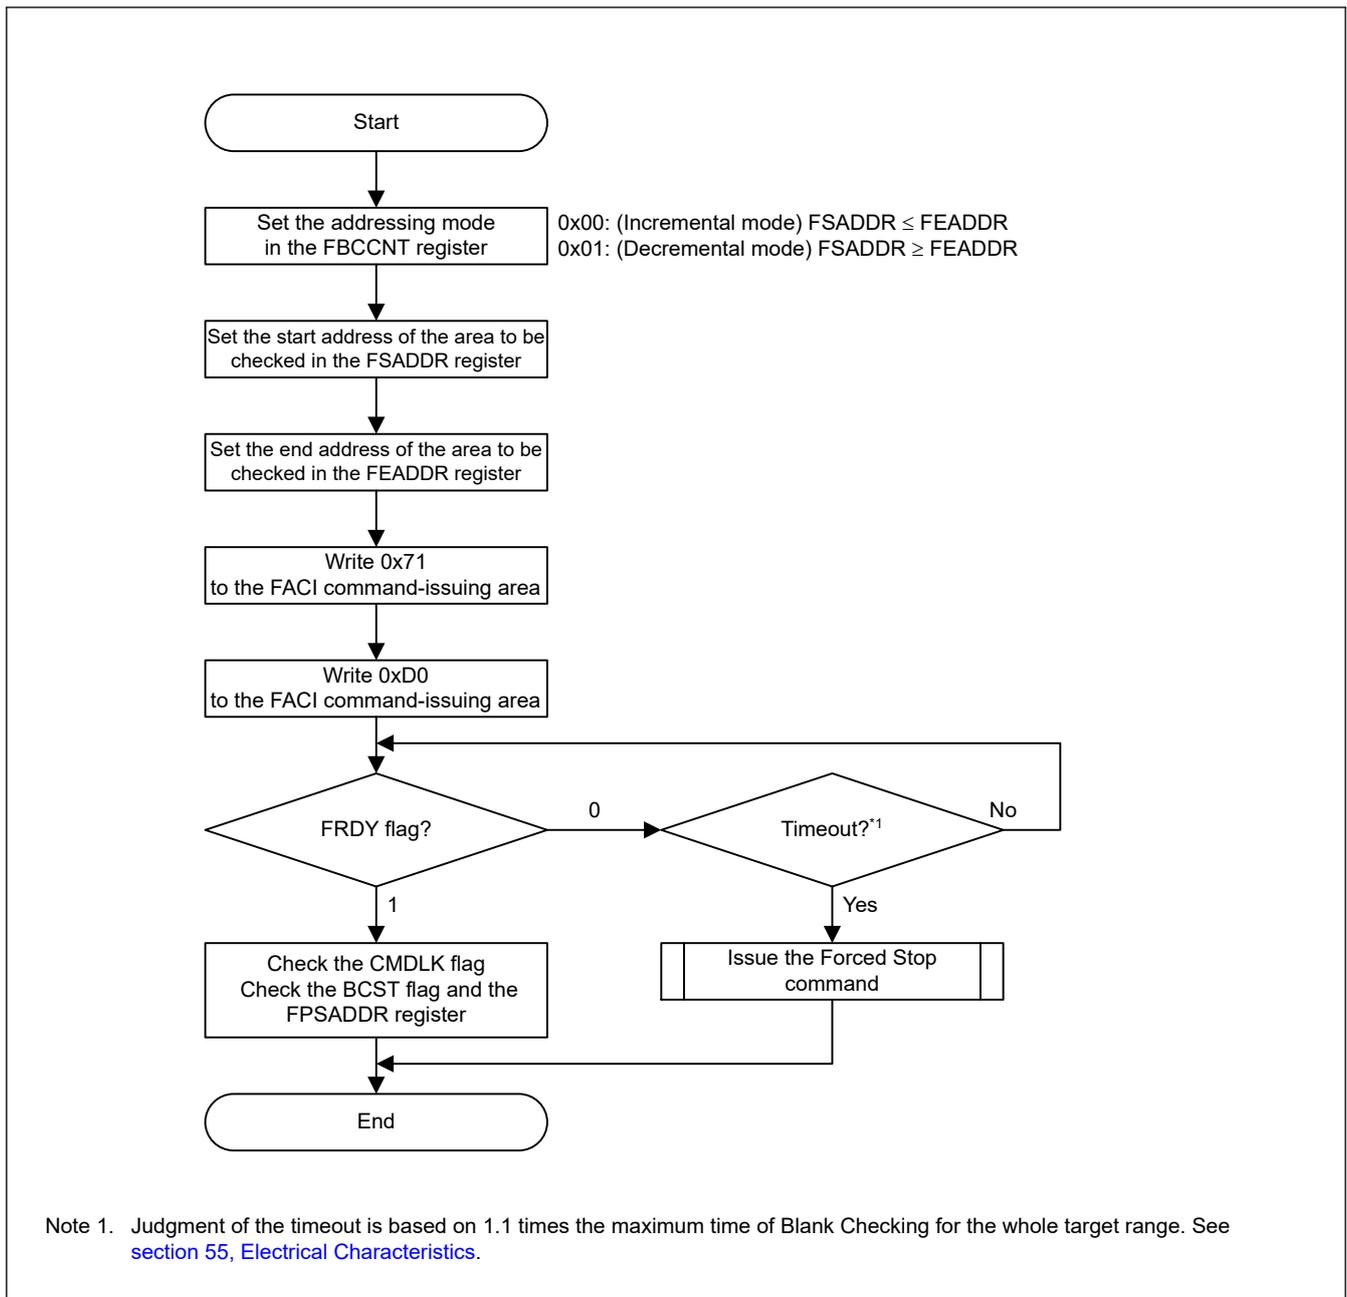 Start
Set the addressing mode
in the FBCCNT register
0x00: (Incremental mode) FSADDR ≤ FEADDR
0x01: (Decremental mode) FSADDR ≥ FEADDR
Set the start address of the area to be
checked in the FSADDR register
Set the end address of the area to be
checked in the FEADDR register
Write 0x71
to the FACI command-issuing area
Write 0xD0
to the FACI command-issuing area
FRDY flag?
0
Timeout?*1
No
1
Yes
Check the CMDLK flag
Check the BCST flag and the
FPSADDR register
Issue the Forced Stop
command
End
Note 1. Judgment of the timeout is based on 1.1 times the maximum time of Blank Checking for the whole target range. See
section 55, Electrical Characteristics.